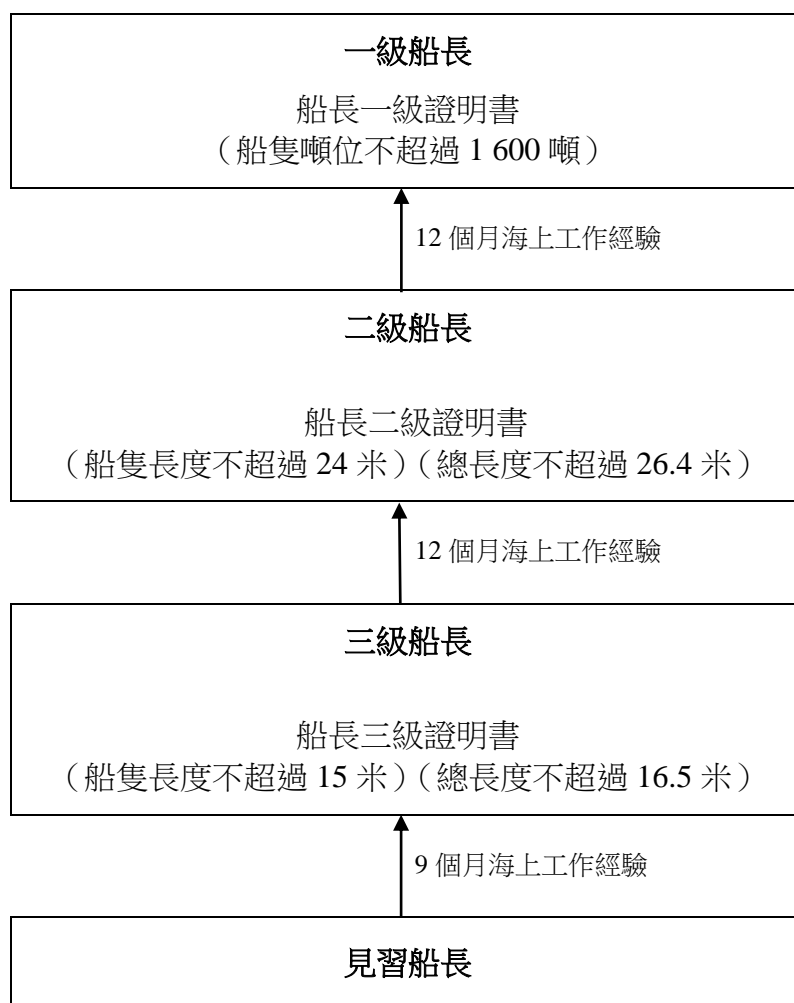 一級船長
船長一級證明書
（船隻噸位不超過 1 600 噸）
12 個月海上工作經驗
二級船長
船長二級證明書
（船隻長度不超過 24 米）（總長度不超過 26.4 米）
12 個月海上工作經驗
三級船長
船長三級證明書
（船隻長度不超過 15 米）（總長度不超過 16.5 米）
9 個月海上工作經驗
見習船長